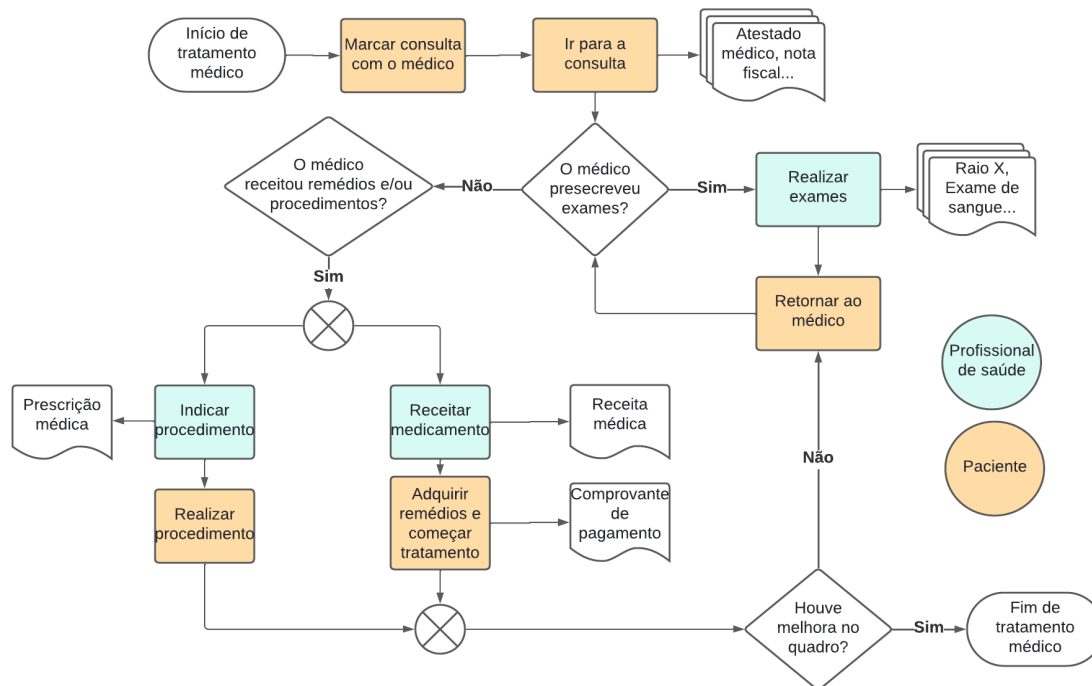 Início de
tratamento
médico
Marcar consulta
com o médico
Ir para a
consulta
Atestado
médico, nota
fiscal...
O médico
receitou remédios e/ou
procedimentos?
Não
O médico
presecreveu
exames?
Sim
Realizar
exames
Raio X,
Exame de
sangue...
Sim
Retornar ao
médico
Profissional
de saúde
Prescrição
médica
Indicar
procedimento
Receitar
medicamento
Receita
médica
Paciente
Não
Realizar
procedimento
Adquirir
remédios e
começar
tratamento
Comprovante
de
pagamento
Houve
melhora no
quadro?
Sim
Fim de
tratamento
médico